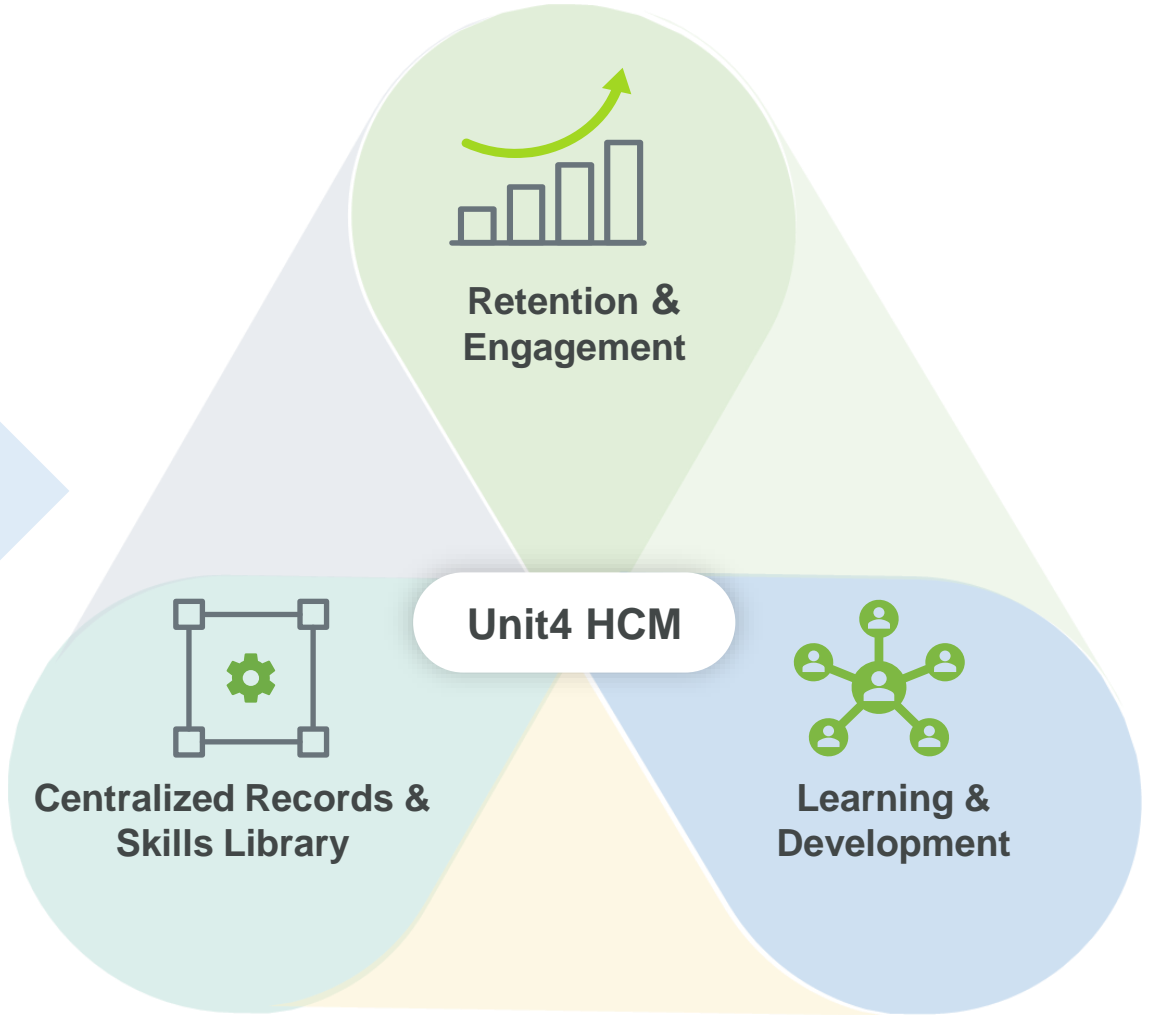 Retention &
Engagement
Unit4 HCM
Centralized Records &
Skills Library
Learning &
Development